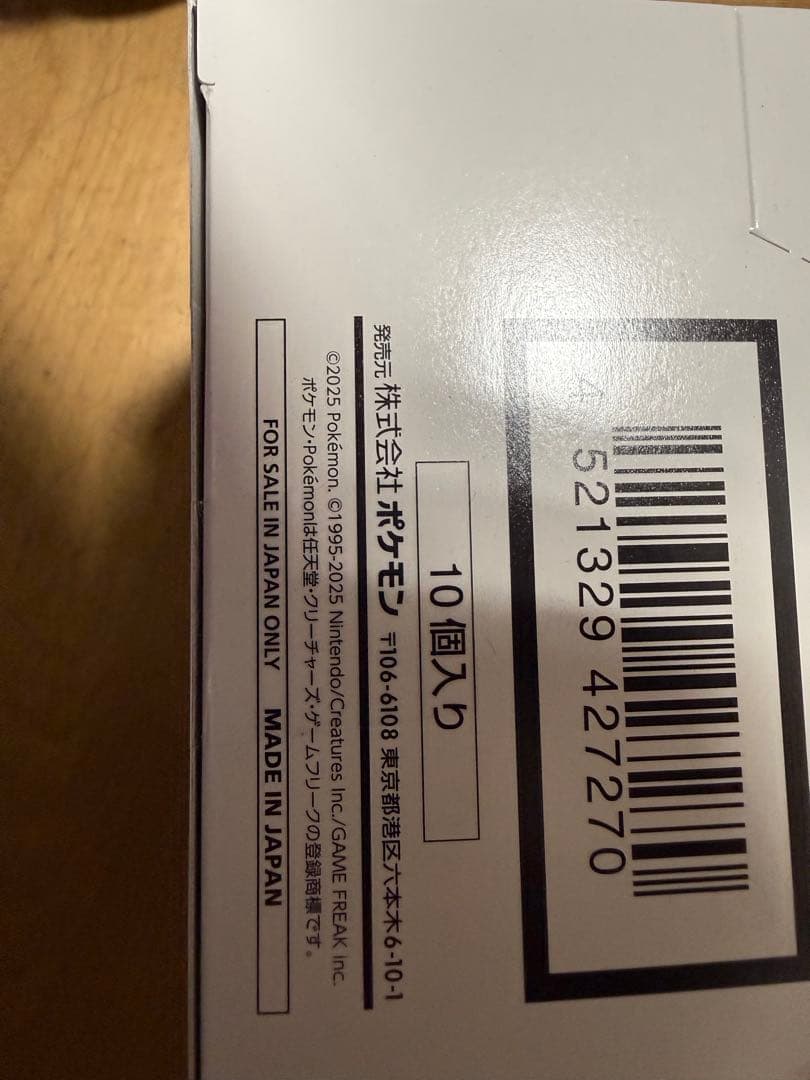 4 521329 427270
10個入り
発売元 株式会社 ポケモン 〒106-6108 東京都港区六本木6-10-1
©2025 Pokémon. ©1995-2025 Nintendo/Creatures Inc./GAME FREAK inc.
ポケモン・Pokémonは任天堂・クリーチャーズ・ゲームフリークの登録商標です。
FOR SALE IN JAPAN ONLY MADE IN JAPAN